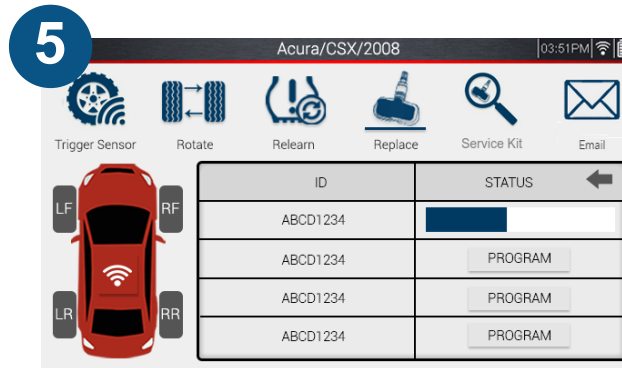 5
Acura/CSX/2008
03:51PM
Trigger Sensor
Rotate
Relearn
Replace
Service Kit
Email
LF
RF
LR
RR
ID
STATUS
ABCD1234
ABCD1234
PROGRAM
ABCD1234
PROGRAM
ABCD1234
PROGRAM